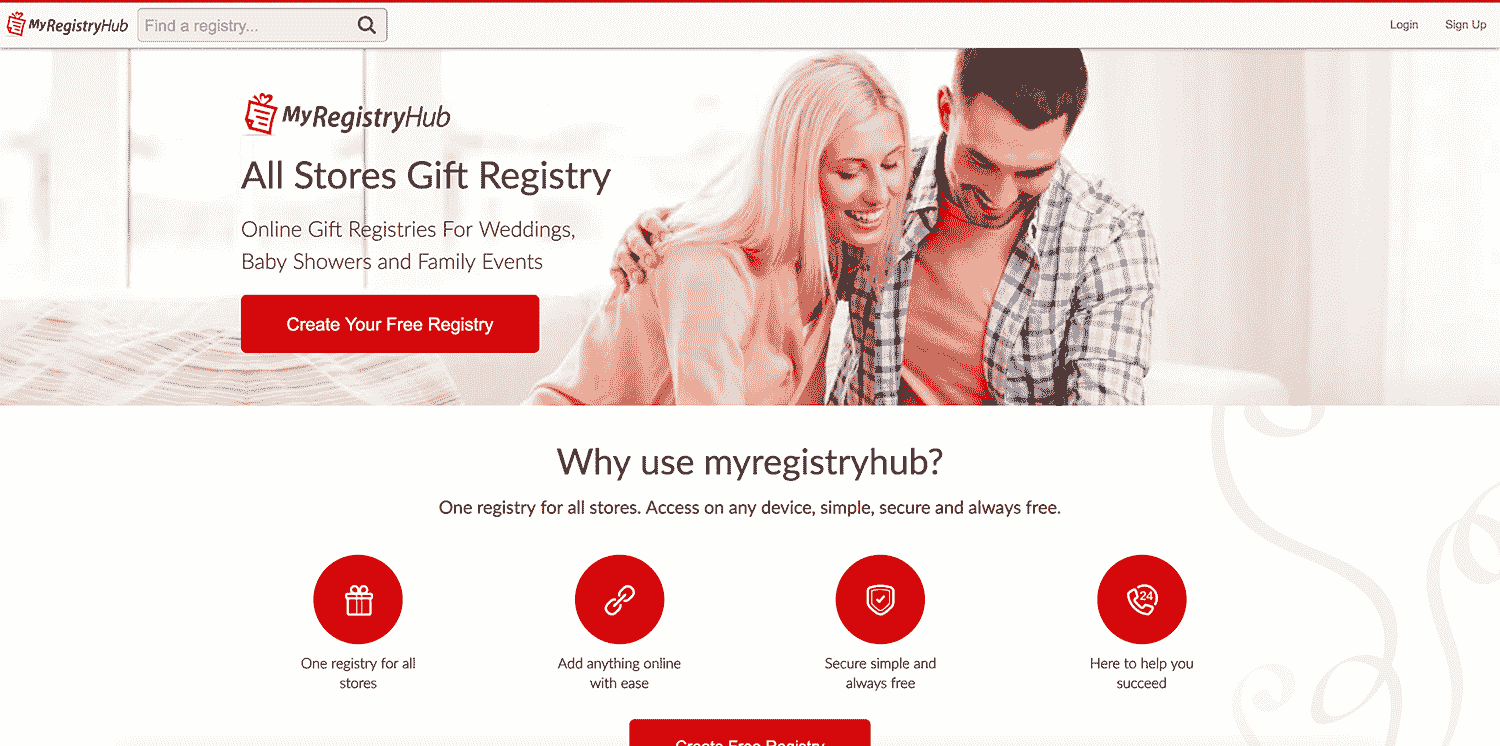 MyRegistryHub
Find a registry...
Login
Sign Up
MyRegistryHub
All Stores Gift Registry
Online Gift Registries For Weddings,
Baby Showers and Family Events
Create Your Free Registry
Why use myregistryhub?
One registry for all stores. Access on any device, simple, secure and always free.
One registry for all
stores
Add anything online
with ease
Secure simple and
always free
24
Here to help you
succeed
Create Free Registry